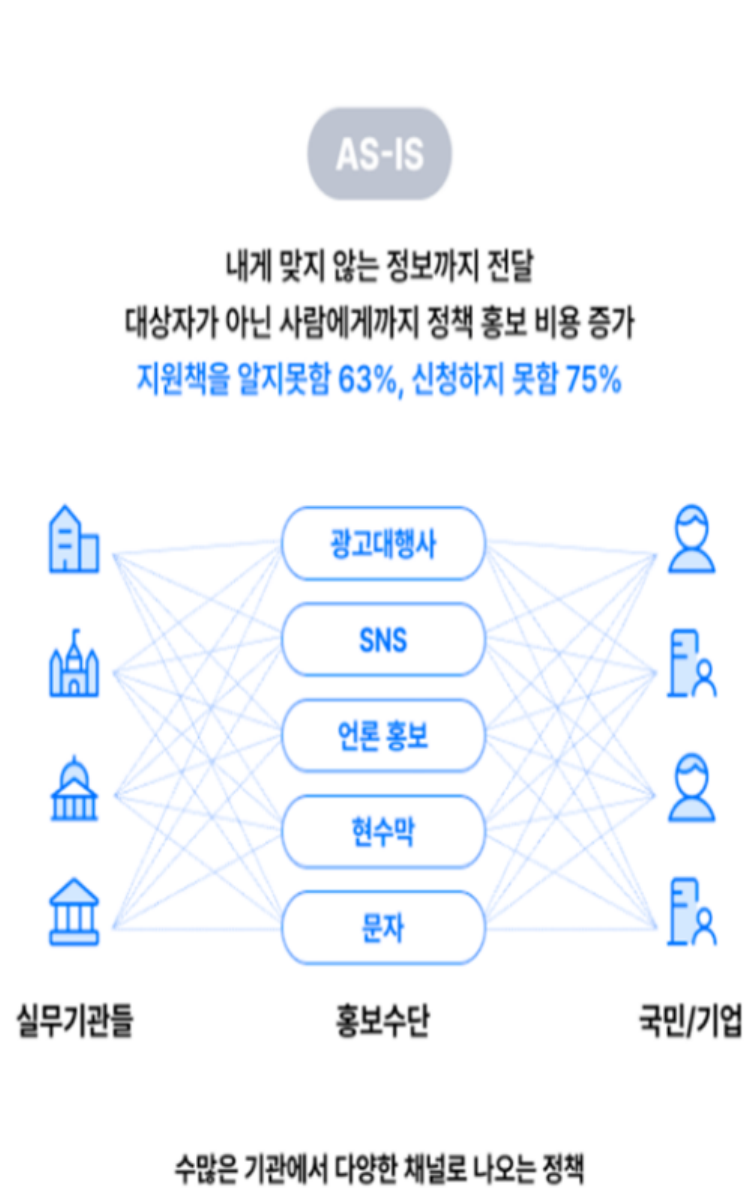 AS-IS
내게 맞지 않는 정보까지 전달
대상자가 아닌 사람에게까지 정책 홍보 비용 증가
지원책을 알지못함 63%, 신청하지 못함 75%
광고대행사
SNS
언론 홍보
현수막
문자
실무기관들
홍보수단
국민/기업
수많은 기관에서 다양한 채널로 나오는 정책